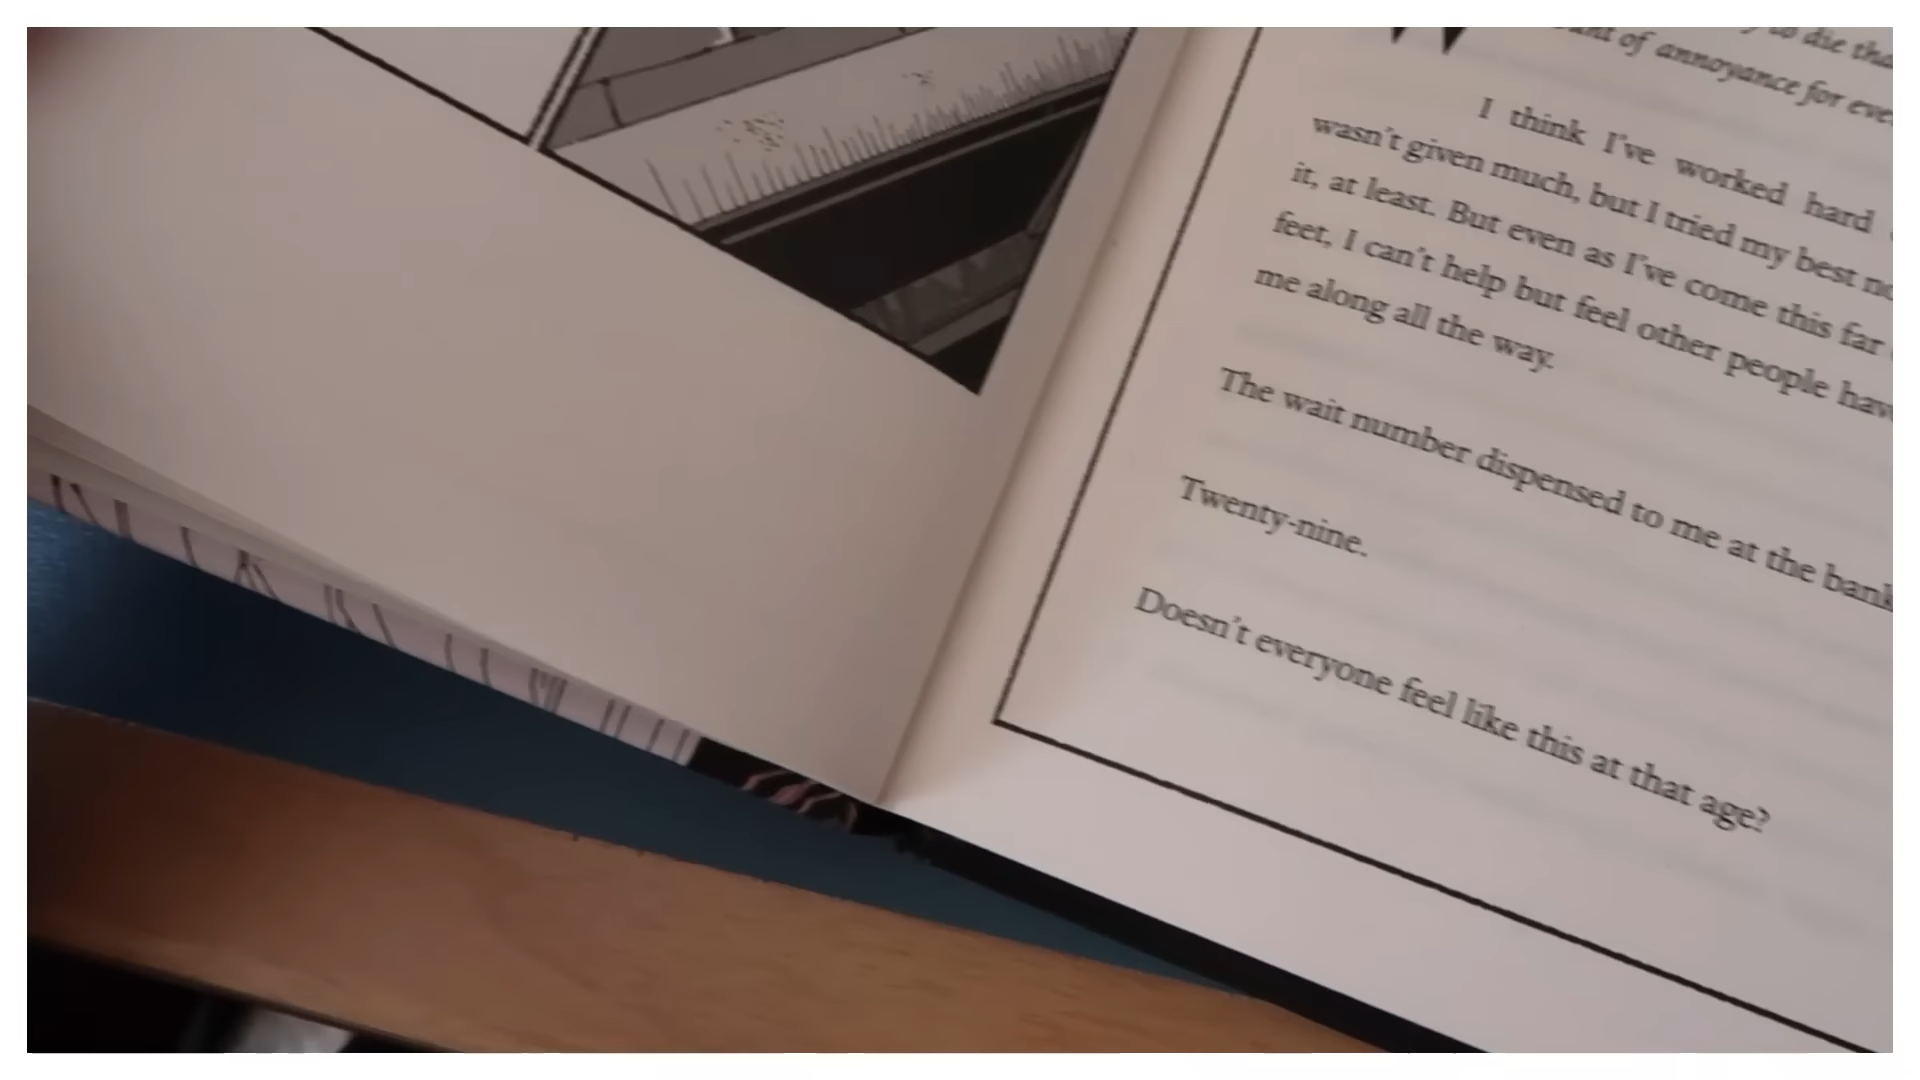 W
to die tha
of annoyance for eve
I think I've worked hard
wasn't given much, but I tried my best no
it, at least. But even as I've come this far
feet, I can't help but feel other people hav
me along all the way.
The wait number dispensed to me at the bank
Twenty-nine.
Doesn't everyone feel like this at that age?